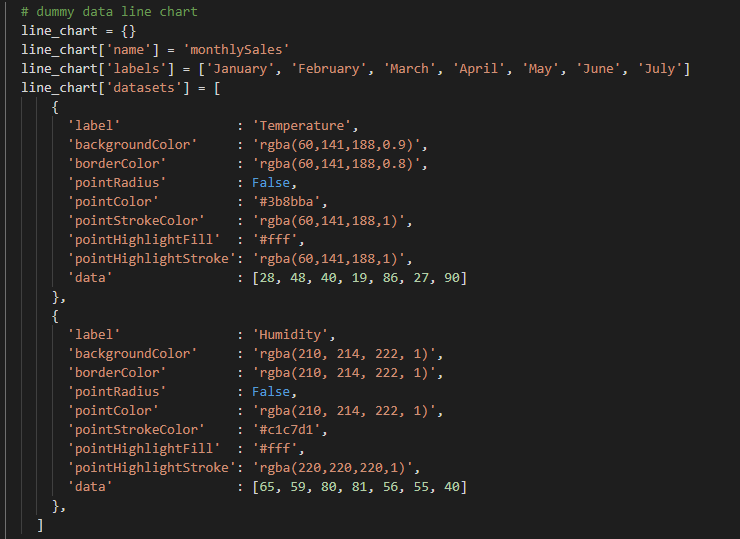 # dummy data line chart
line_chart = {}
line_chart['name'] = 'monthlySales'
line_chart['labels'] = ['January', 'February', 'March', 'April', 'May', 'June', 'July']
line_chart['datasets'] = [
{
'label' : 'Temperature',
'backgroundColor' : 'rgba(60,141,188,0.9)',
'borderColor' : 'rgba(60,141,188,0.8)',
'pointRadius' : False,
'pointColor' : '#3b8bba',
'pointStrokeColor' : 'rgba(60,141,188,1)',
'pointHighlightFill' : '#fff',
'pointHighlightStroke': 'rgba(60,141,188,1)',
'data' : [28, 48, 40, 19, 86, 27, 90]
},
{
'label' : 'Humidity',
'backgroundColor' : 'rgba(210, 214, 222, 1)',
'borderColor' : 'rgba(210, 214, 222, 1)',
'pointRadius' : False,
'pointColor' : 'rgba(210, 214, 222, 1)',
'pointStrokeColor' : '#c1c7d1',
'pointHighlightFill' : '#fff',
'pointHighlightStroke': 'rgba(220,220,220,1)',
'data' : [65, 59, 80, 81, 56, 55, 40]
},
]